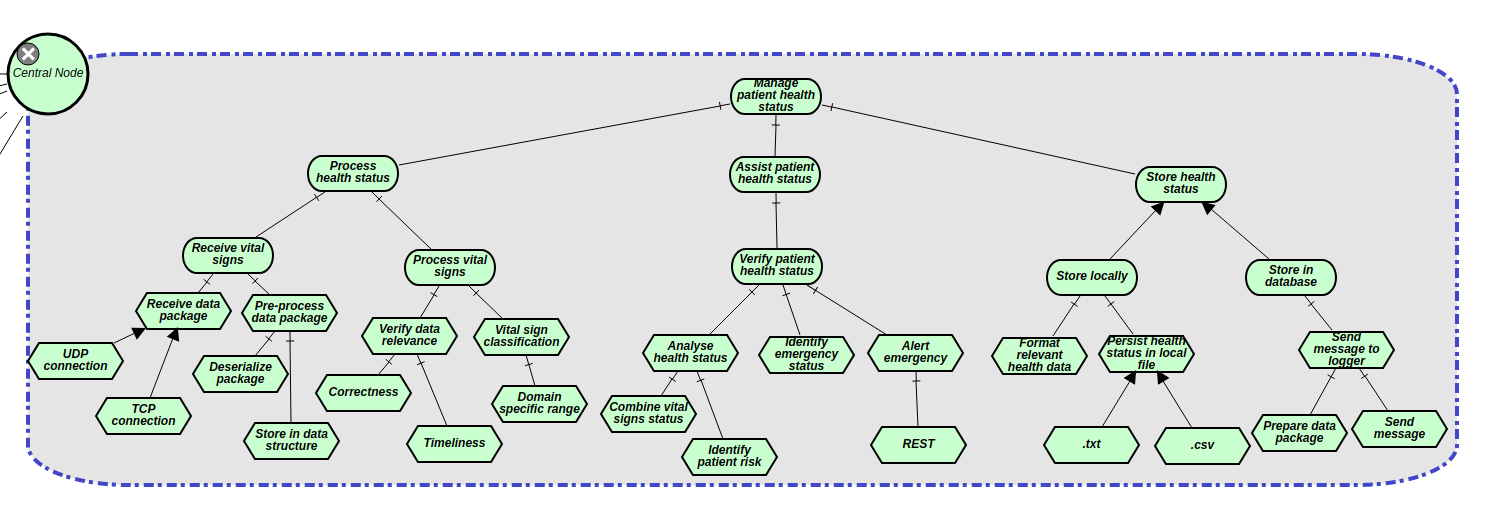 Central Node
Manage
patient health
status
Process
health status
Assist patient
health status
Store health
status
Receive vital
signs
Process vital
signs
Verify patient
health status
Store locally
Store in
database
Receive data
package
Pre-process
data package
Verify data
relevance
Vital sign
classification
Analyse
health status
Identify
emergency
status
Alert
emergency
Format
relevant
health data
Persist health
status in local
file
Send
message to
logger
UDP
connection
TCP
connection
Deserialize
package
Store in data
structure
Correctness
Timeliness
Domain
specific range
Combine vital
signs status
Identify
patient risk
REST
.txt
.csv
Prepare data
package
Send
message